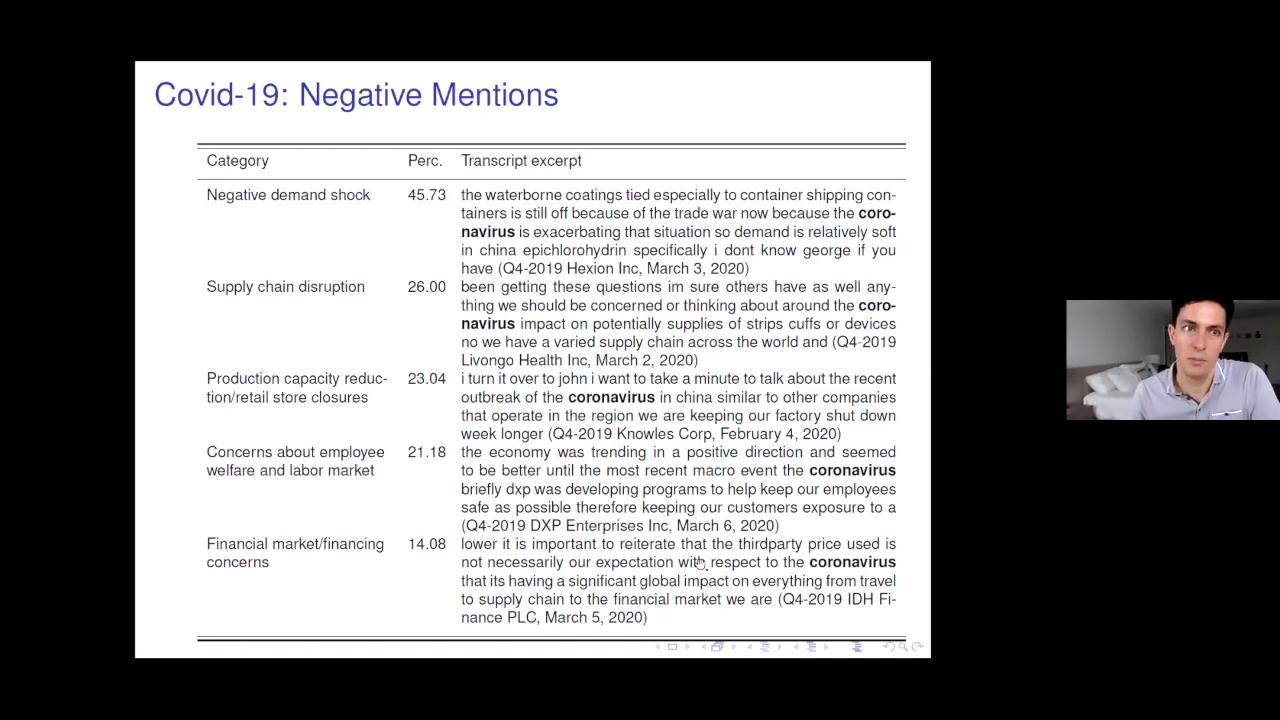 Covid-19: Negative Mentions
Category Perc. Transcript excerpt
Negative demand shock 45.73 the waterborne coatings tied especially to container shipping con-
tainers is still off because of the trade war now because the coro-
navirus is exacerbating that situation so demand is relatively soft
in china epichlorohydrin specifically i dont know george if you
have (Q4-2019 Hexion Inc, March 3, 2020)
Supply chain disruption 26.00 been getting these questions im sure others have as well any-
thing we should be concerned or thinking about around the coro-
navirus impact on potentially supplies of strips cuffs or devices
no we have a varied supply chain across the world and (Q4-2019
Livongo Health Inc, March 2, 2020)
Production capacity reduc- 23.04 i turn it over to john i want to take a minute to talk about the recent
tion/retail store closures outbreak of the coronavirus in china similar to other companies
that operate in the region we are keeping our factory shut down
week longer (Q4-2019 Knowles Corp, February 4, 2020)
Concerns about employee 21.18 the economy was trending in a positive direction and seemed
welfare and labor market to be better until the most recent macro event the coronavirus
briefly dxp was developing programs to help keep our employees
safe as possible therefore keeping our customers exposure to a
(Q4-2019 DXP Enterprises Inc, March 6, 2020)
Financial market/financing 14.08 lower it is important to reiterate that the thirdparty price used is
concerns not necessarily our expectation with respect to the coronavirus
that its having a significant global impact on everything from travel
to supply chain to the financial market we are (Q4-2019 IDH Fi-
nance PLC, March 5, 2020)